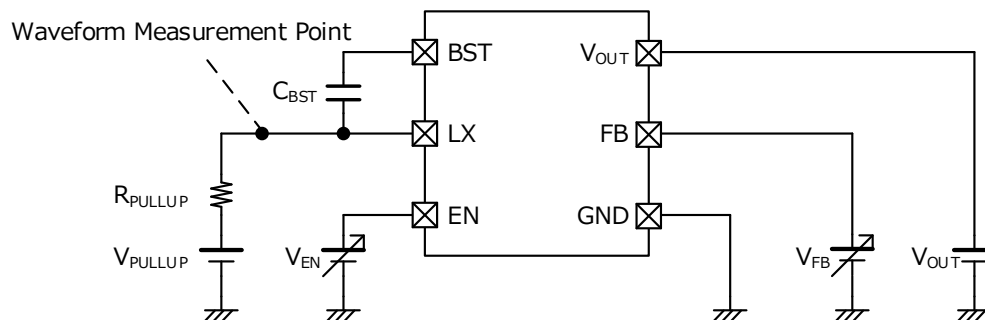 Waveform Measurement Point
BST
VOUT
CBST
LX
FB
RPULLUP
EN
GND
VPULLUP
VEN
VFB
VOUT